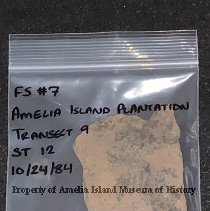 FS #7
AMELIA ISLAND PLANTATION
TRANSECT 9
ST 12
10/24/84
Property of Amelia Island Museum of History